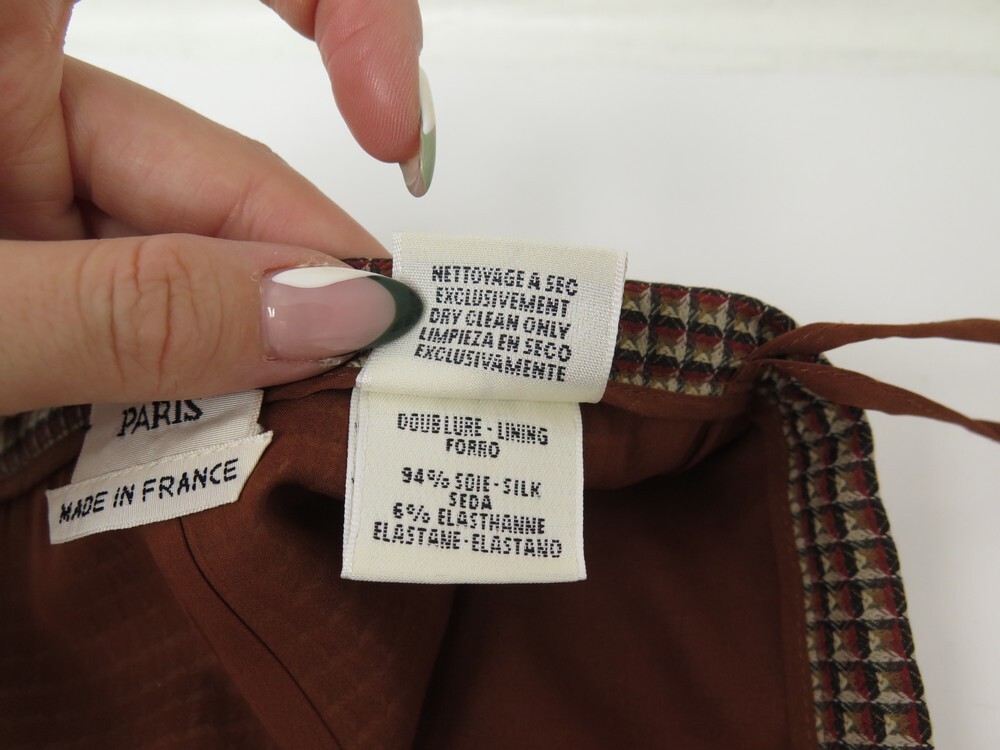 NETTOYAGE A SEC
EXCLUSIVEMENT
DRY CLEAN ONLY
LIMPIEZA EN SECO
EXCLUSIVAMENTE
DOUBLURE - LINING
FORRO
94% SOIE - SILK
SEDA
6% ELASTHANNE
ELASTANE - ELASTANO
PARIS
MADE IN FRANCE